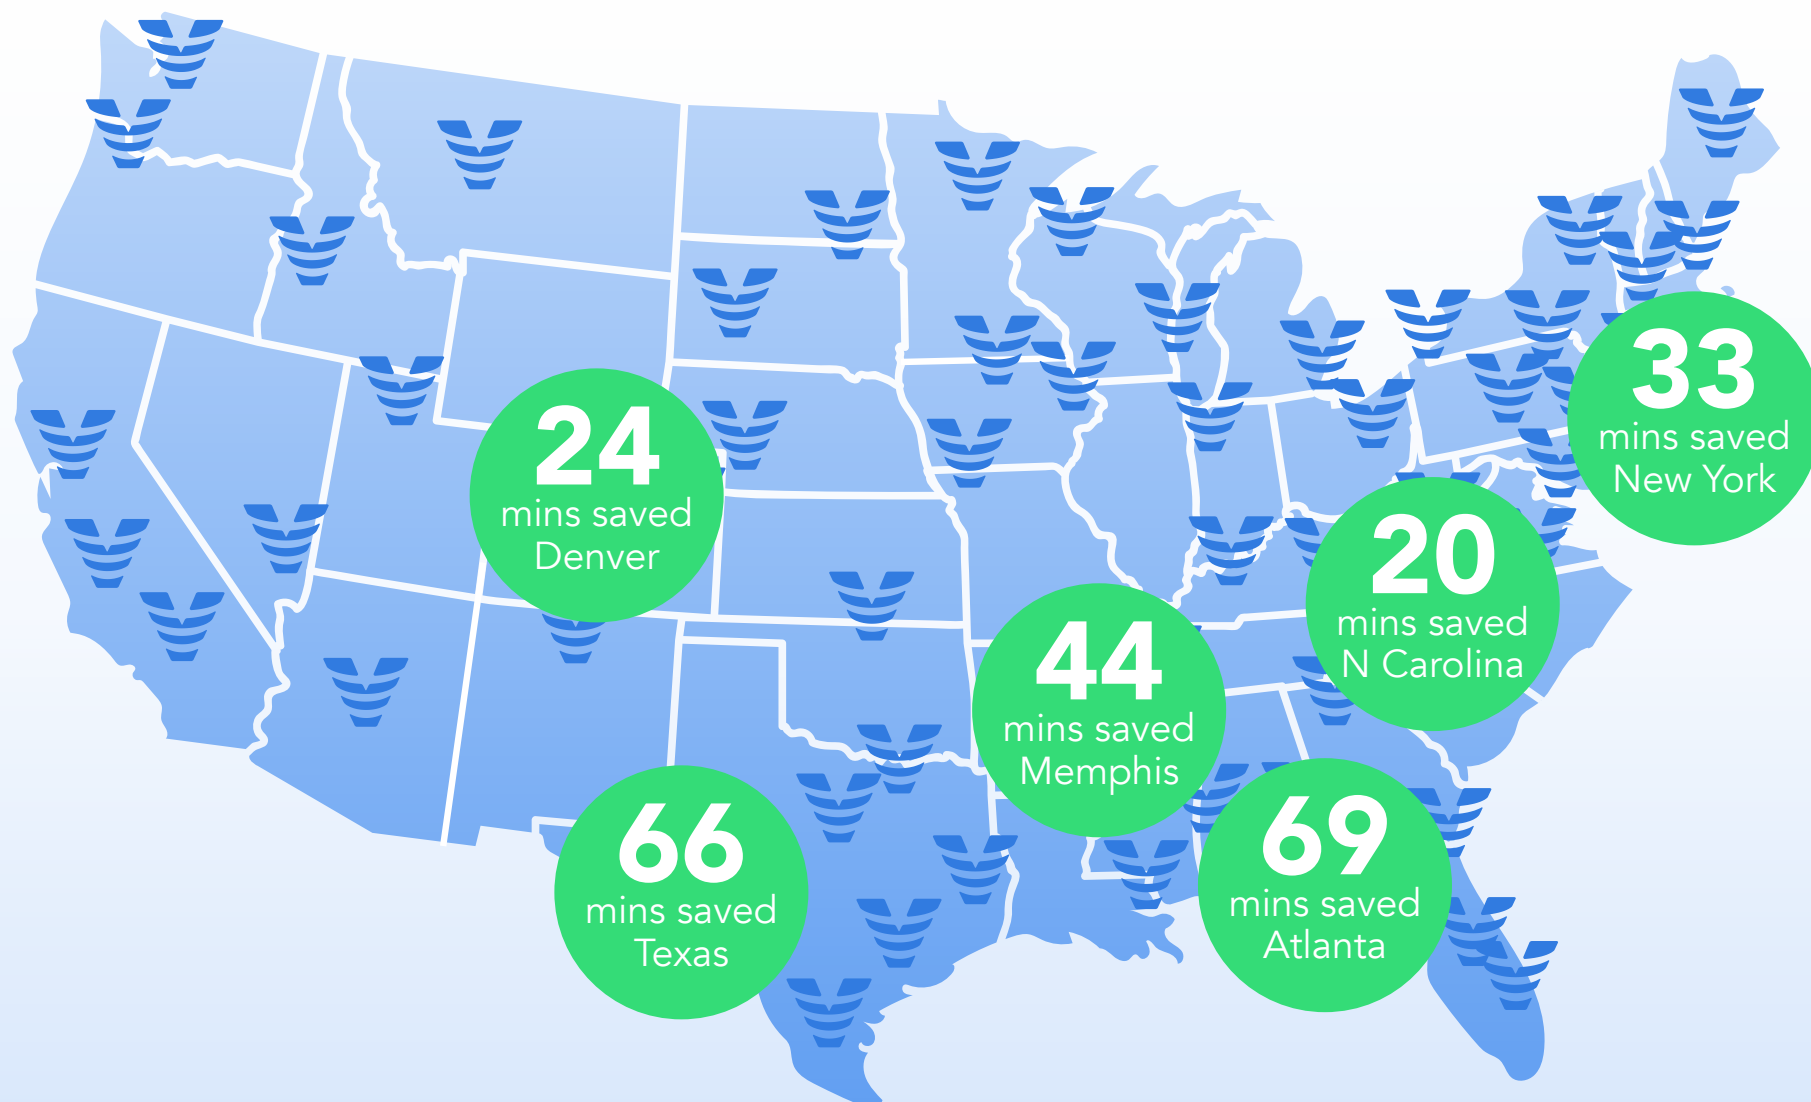 33
mins saved
New York
24
mins saved
Denver
20
mins saved
N Carolina
44
mins saved
Memphis
66
mins saved
Texas
69
mins saved
Atlanta